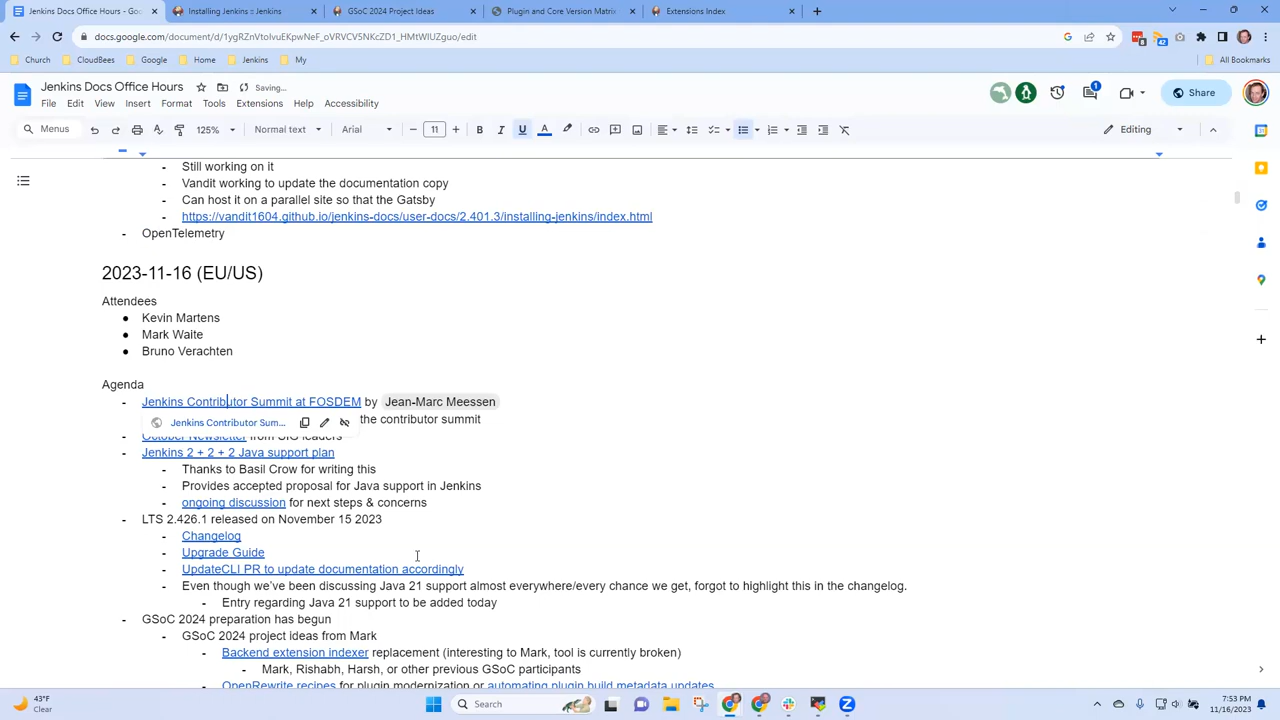 Jenkins Docs Office Hours -
Jenkins Docs Office Hours - [
GSoC 2024 Project Ideas
Plugin and Core Version Matrix
Extensions Index
docs.google.com/document/d/1ygRZnVtoIvuEKpwNeF_oVRVCV5NKcZD1_HMtWIUZguo/edit
Church
CloudBees
Google
Home
Jenkins
My
All Bookmarks
Jenkins Docs Office Hours
Saving...
File Edit View Insert Format Tools Extensions Help Accessibility
1
Share
Menus
125%
Normal text
Arial
11
B I U A
Editing
- Still working on it
- Vandit working to update the documentation copy
- Can host it on a parallel site so that the Gatsby
- https://vandit1604.github.io/jenkins-docs/user-docs/2.401.3/installing-jenkins/index.html
- OpenTelemetry
2023-11-16 (EU/US)
Attendees
● Kevin Martens
● Mark Waite
● Bruno Verachten
Agenda
- Jenkins Contributor Summit at FOSDEM by Jean-Marc Meessen
the contributor summit
Jenkins Contributor Sum...
- October Newsletter from SIG leaders
- Jenkins 2 + 2 + 2 Java support plan
- Thanks to Basil Crow for writing this
- Provides accepted proposal for Java support in Jenkins
- ongoing discussion for next steps & concerns
- LTS 2.426.1 released on November 15 2023
- Changelog
- Upgrade Guide
- UpdateCLI PR to update documentation accordingly
- Even though we've been discussing Java 21 support almost everywhere/every chance we get, forgot to highlight this in the changelog.
- Entry regarding Java 21 support to be added today
- GSoC 2024 preparation has begun
- GSoC 2024 project ideas from Mark
- Backend extension indexer replacement (interesting to Mark, tool is currently broken)
- Mark, Rishabh, Harsh, or other previous GSoC participants
- OpenRewrite recipes for plugin modernization or automating plugin build metadata updates
43°F
Clear
Search
7:53 PM
11/16/2023